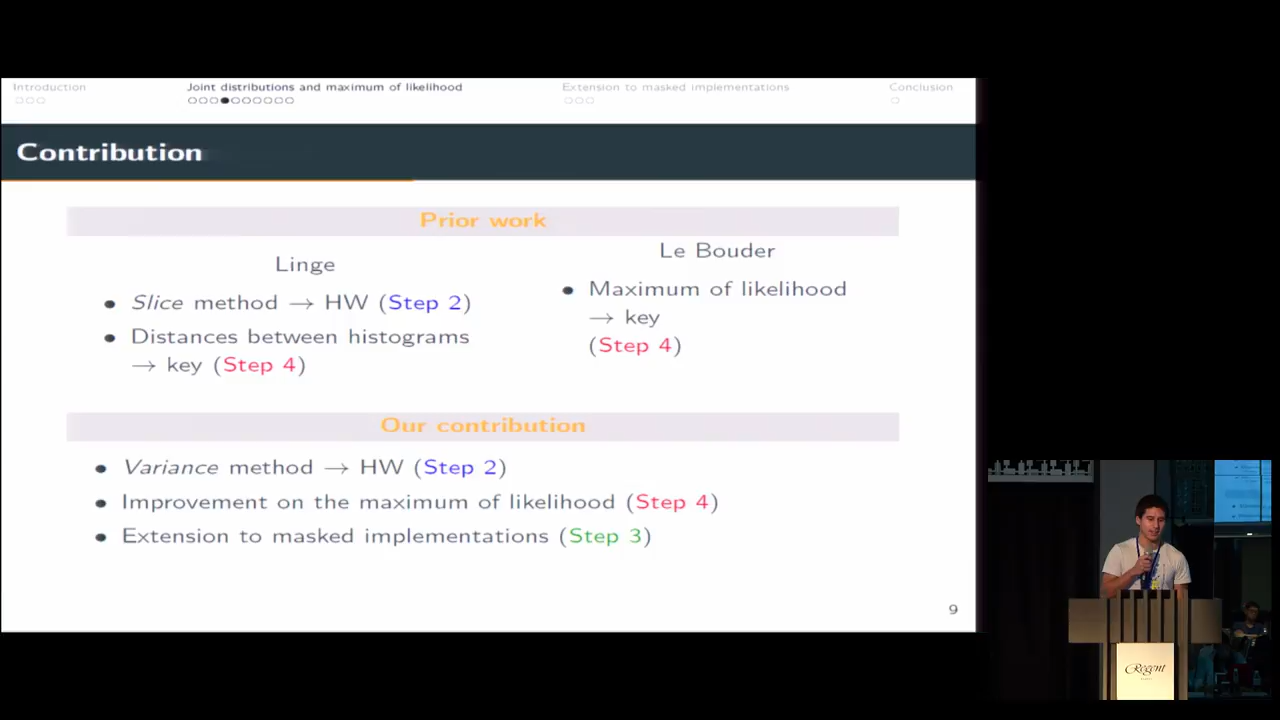 Introduction
Joint distributions and maximum of likelihood
Extension to masked implementations
Conclusion
Contribution
Prior work
Linge
• Slice method → HW (Step 2)
• Distances between histograms
→ key (Step 4)
Le Bouder
• Maximum of likelihood
→ key
(Step 4)
Our contribution
• Variance method → HW (Step 2)
• Improvement on the maximum of likelihood (Step 4)
• Extension to masked implementations (Step 3)
9
Regent